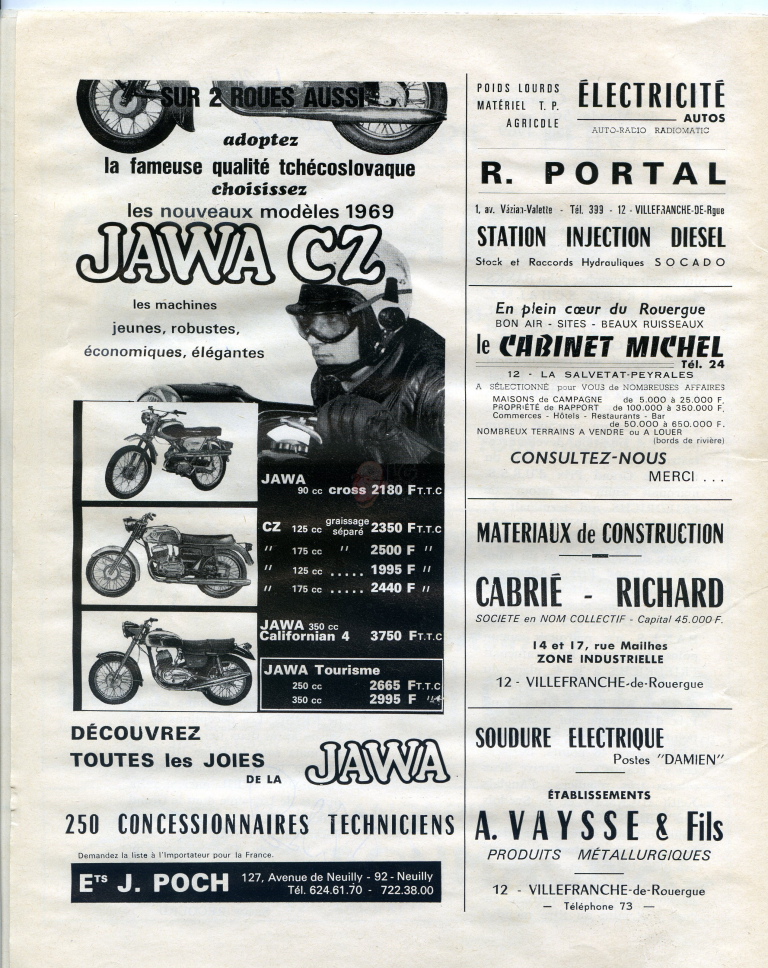 SUR 2 ROUES AUSSI
adoptez
la fameuse qualité tchécoslovaque
choisissez
les nouveaux modèles 1969
JAWA CZ
les machines
jeunes, robustes,
économiques, élégantes
JAWA
90 cc cross 2180 F T.T.C
CZ 125 cc graissage séparé 2350 F T.T.C
" 175 cc " 2500 F "
" 125 cc ..... 1995 F "
" 175 cc ..... 2440 F "
JAWA 350 cc
Californian 4 3750 F T.T.C
JAWA Tourisme
250 cc 2665 F T.T.C
350 cc 2995 F "
DÉCOUVREZ
TOUTES les JOIES
DE LA JAWA
250 CONCESSIONNAIRES TECHNICIENS
Demandez la liste à l'Importateur pour la France.
ETS J. POCH 127, Avenue de Neuilly - 92 - Neuilly
Tél. 624.61.70 - 722.38.00
POIDS LOURDS
MATÉRIEL T. P.
AGRICOLE
ÉLECTRICITÉ
AUTOS
AUTO-RADIO RADIOMATIC
R. PORTAL
1, av. Vézian-Valette - Tél. 399 - 12 - VILLEFRANCHE-DE-Rgue
STATION INJECTION DIESEL
Stock et Raccords Hydrauliques SOCADO
En plein cœur du Rouergue
BON AIR - SITES - BEAUX RUISSEAUX
le CABINET MICHEL
Tél. 24
12 - LA SALVETAT-PEYRALES
A SÉLECTIONNÉ pour VOUS de NOMBREUSES AFFAIRES
MAISONS de CAMPAGNE de 5.000 à 25.000 F.
PROPRIÉTÉ de RAPPORT de 100.000 à 350.000 F.
Commerces - Hôtels - Restaurants - Bar
de 50.000 à 650.000 F.
NOMBREUX TERRAINS A VENDRE ou A LOUER
(bords de rivière)
CONSULTEZ-NOUS
MERCI . . .
MATERIAUX de CONSTRUCTION
CABRIÉ - RICHARD
SOCIETE en NOM COLLECTIF - Capital 45.000 F.
14 et 17, rue Mailhes
ZONE INDUSTRIELLE
12 - VILLEFRANCHE-de-Rouergue
SOUDURE ELECTRIQUE
Postes "DAMIEN"
ÉTABLISSEMENTS
A. VAYSSE & Fils
PRODUITS MÉTALLURGIQUES
12 - VILLEFRANCHE-de-Rouergue
— Téléphone 73 —